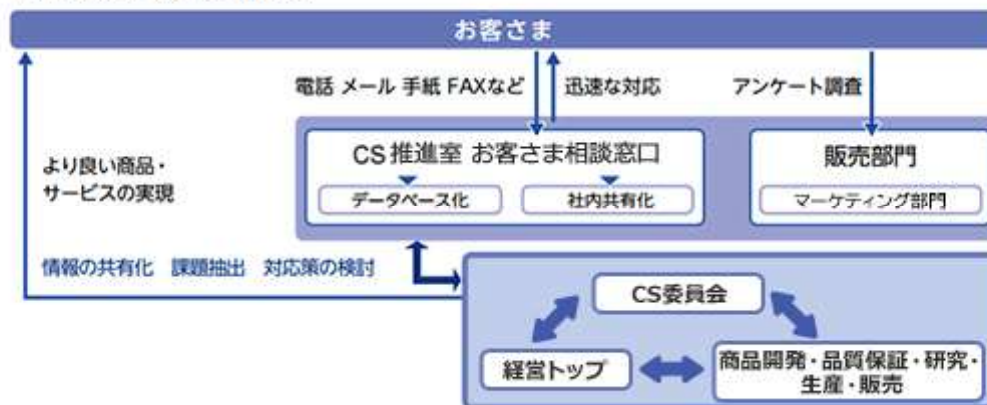 お客さま
電話 メール 手紙 FAXなど
迅速な対応
アンケート調査
CS推進室 お客さま相談窓口
販売部門
データベース化
社内共有化
マーケティング部門
より良い商品・
サービスの実現
情報の共有化 課題抽出 対応策の検討
CS委員会
経営トップ
商品開発・品質保証・研究・
生産・販売